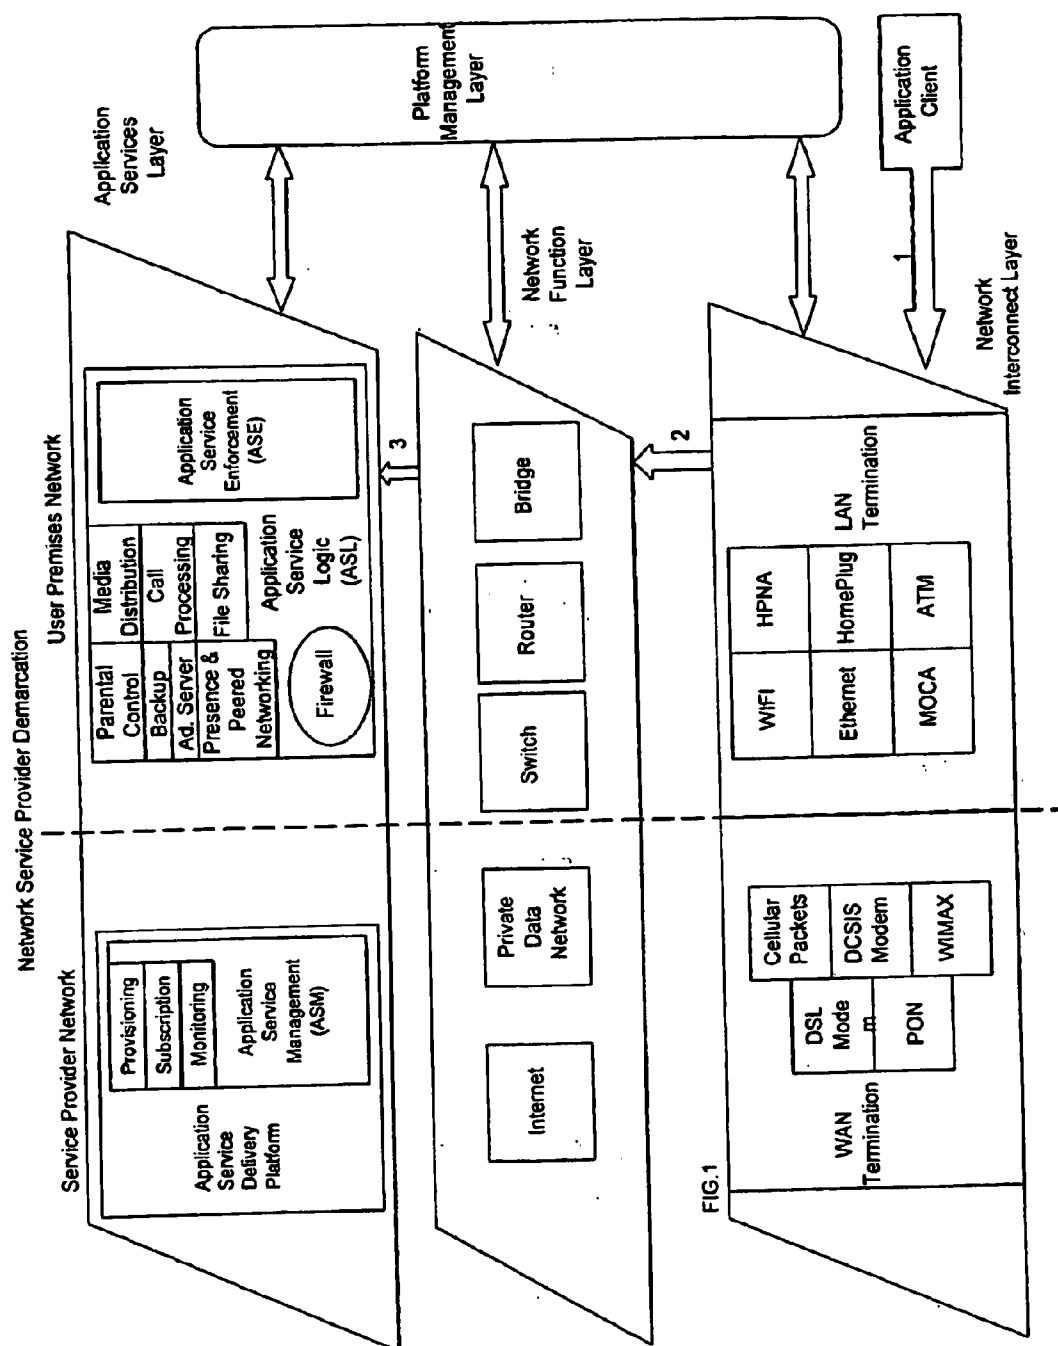 Network Service Provider Demarcation
Service Provider Network
User Premises Network
Application
Services
Layer
Provisioning
Subscription
Monitoring
Application
Service
Management
(ASM)
Application
Service
Delivery
Platform
Parental
Control
Backup
Ad. Server
Presence &
Peered
Networking
Media
Distribution
Call
Processing
File Sharing
Application
Service
Logic
(ASL)
Firewall
Application
Service
Enforcement
(ASE)
3
Internet
Private
Data
Network
Switch
Router
Bridge
Network
Function
Layer
2
Platform
Management
Layer
FIG.1
WAN
Termination
DSL
Mode
m
PON
Cellular
Packets
DCSIS
Modem
WIMAX
WIFI
HPNA
Ethernet
HomePlug
MOCA
ATM
LAN
Termination
Network
Interconnect Layer
1
Application
Client